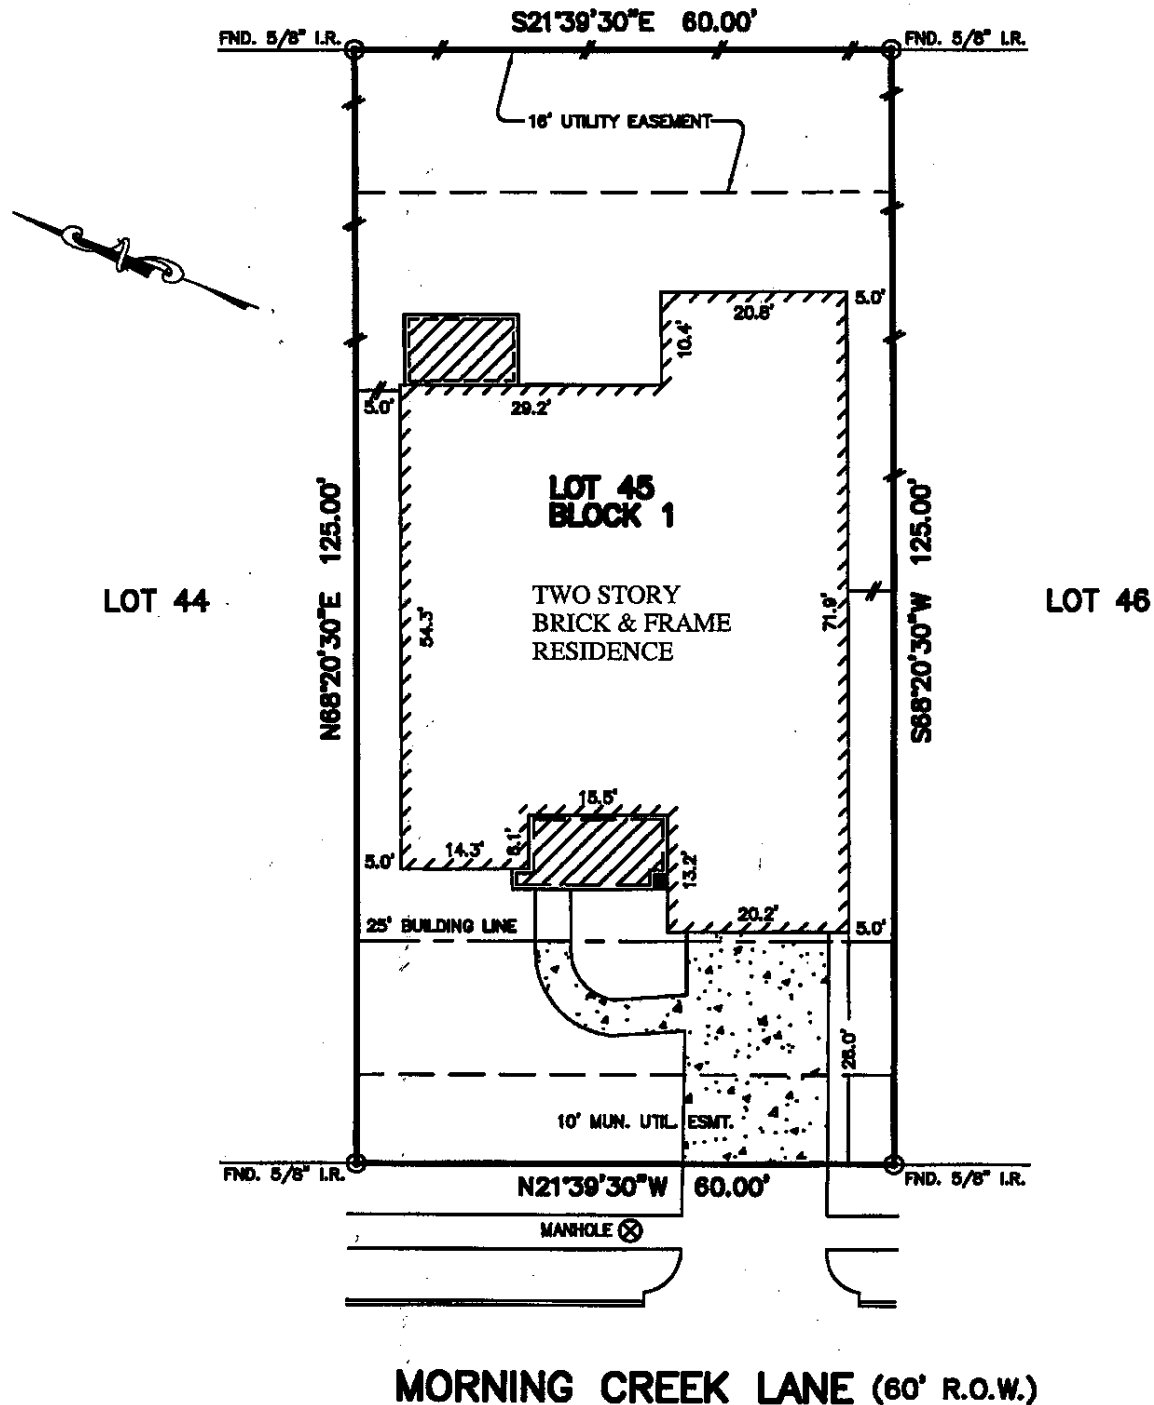 S21°39'30"E 60.00'
FND. 5/8" I.R.
FND. 5/8" I.R.
16' UTILITY EASEMENT
20.8'
5.0'
10.4'
5.0'
29.2'
LOT 45
BLOCK 1
N68°20'30"E 125.00'
S68°20'30"W 125.00'
LOT 44
TWO STORY
BRICK & FRAME
RESIDENCE
LOT 46
54.3'
71.9'
15.5'
5.0'
14.3'
6.1'
13.2'
20.2'
25' BUILDING LINE
5.0'
26.0'
10' MUN. UTIL. ESMT.
FND. 5/8" I.R.
N21°39'30"W 60.00'
FND. 5/8" I.R.
MANHOLE
MORNING CREEK LANE (60' R.O.W.)